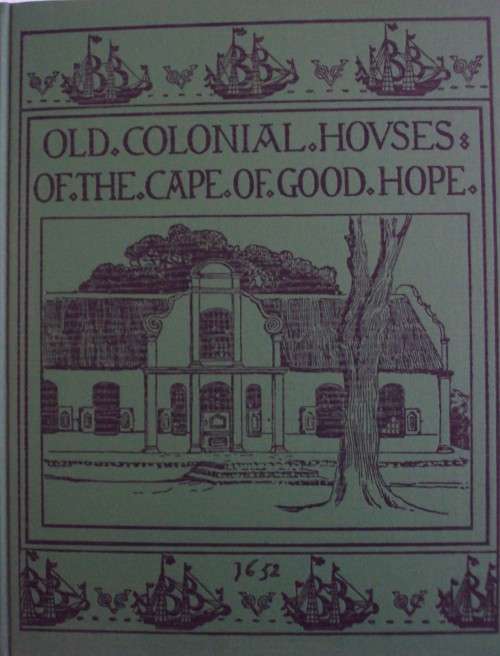 OLD.COLONIAL.HOVSES:
OF.THE.CAPE.OF.GOOD.HOPE.
1652